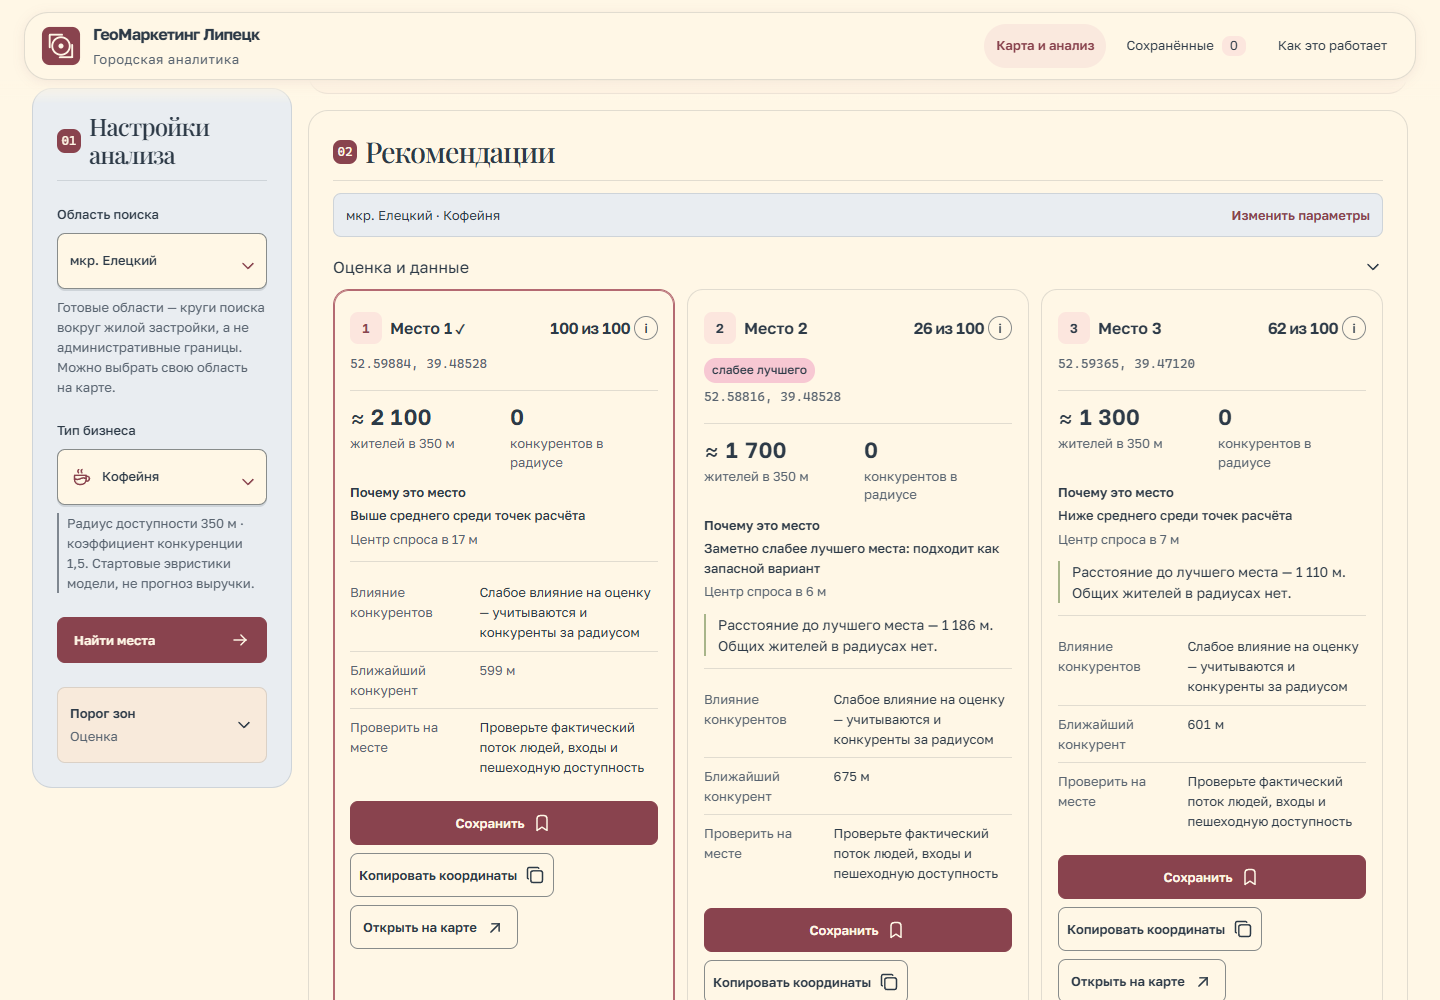 ГеоМаркетинг Липецк
Городская аналитика
Карта и анализ
Сохранённые 0
Как это работает
01 Настройки
анализа
Область поиска
мкр. Елецкий
Готовые области — круги поиска
вокруг жилой застройки, а не
административные границы.
Можно выбрать свою область
на карте.
Тип бизнеса
Кофейня
Радиус доступности 350 м ·
коэффициент конкуренции
1,5. Стартовые эвристики
модели, не прогноз выручки.
Найти места
Порог зон
Оценка
02 Рекомендации
мкр. Елецкий · Кофейня
Изменить параметры
Оценка и данные
1 Место 1 ✓ 100 из 100 i
52.59884, 39.48528
≈ 2 100
жителей в 350 м
0
конкурентов в
радиусе
Почему это место
Выше среднего среди точек расчёта
Центр спроса в 17 м
Влияние
конкурентов
Слабое влияние на оценку
— учитываются и
конкуренты за радиусом
Ближайший
конкурент
599 м
Проверить на
месте
Проверьте фактический
поток людей, входы и
пешеходную доступность
Сохранить
Копировать координаты
Открыть на карте
2 Место 2 26 из 100 i
слабее лучшего
52.58816, 39.48528
≈ 1 700
жителей в 350 м
0
конкурентов в
радиусе
Почему это место
Заметно слабее лучшего места: подходит как
запасной вариант
Центр спроса в 6 м
Расстояние до лучшего места — 1 186 м.
Общих жителей в радиусах нет.
Влияние
конкурентов
Слабое влияние на оценку
— учитываются и
конкуренты за радиусом
Ближайший
конкурент
675 м
Проверить на
месте
Проверьте фактический
поток людей, входы и
пешеходную доступность
Сохранить
Копировать координаты
3 Место 3 62 из 100 i
52.59365, 39.47120
≈ 1 300
жителей в 350 м
0
конкурентов в
радиусе
Почему это место
Ниже среднего среди точек расчёта
Центр спроса в 7 м
Расстояние до лучшего места — 1 110 м.
Общих жителей в радиусах нет.
Влияние
конкурентов
Слабое влияние на оценку
— учитываются и
конкуренты за радиусом
Ближайший
конкурент
601 м
Проверить на
месте
Проверьте фактический
поток людей, входы и
пешеходную доступность
Сохранить
Копировать координаты
Открыть на карте